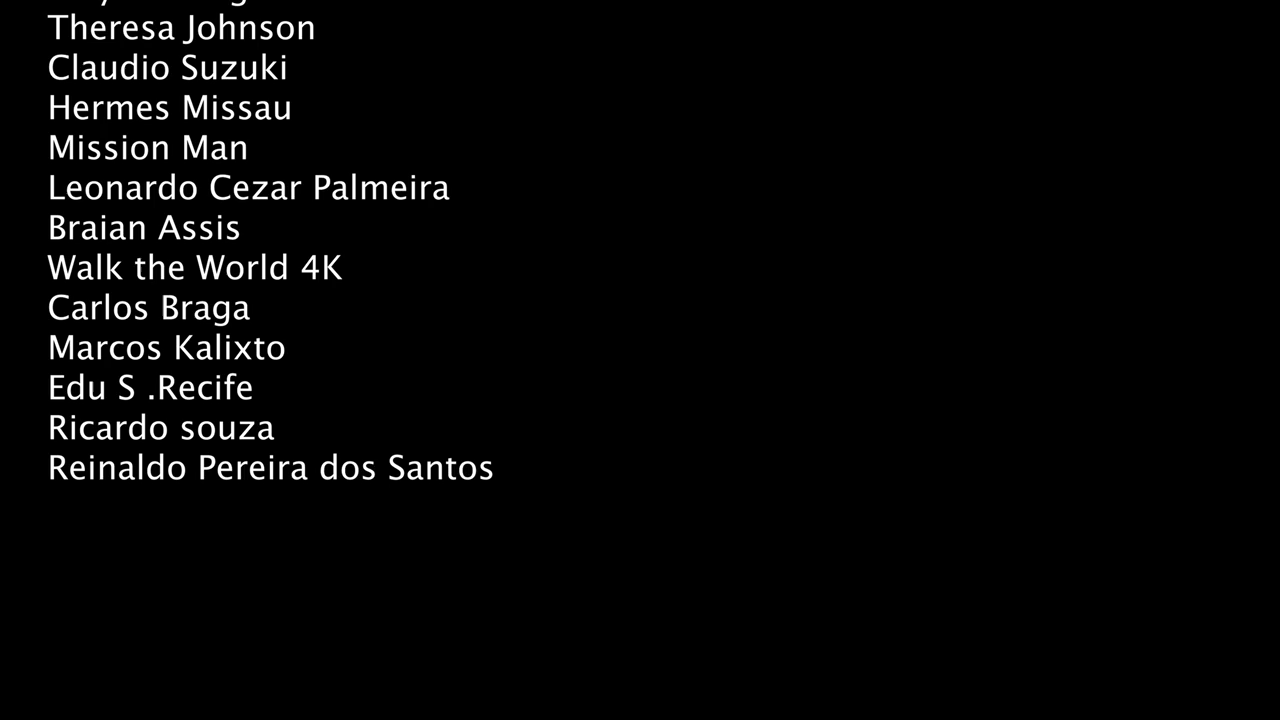 Theresa Johnson
Claudio Suzuki
Hermes Missau
Mission Man
Leonardo Cezar Palmeira
Braian Assis
Walk the World 4K
Carlos Braga
Marcos Kalixto
Edu S .Recife
Ricardo souza
Reinaldo Pereira dos Santos